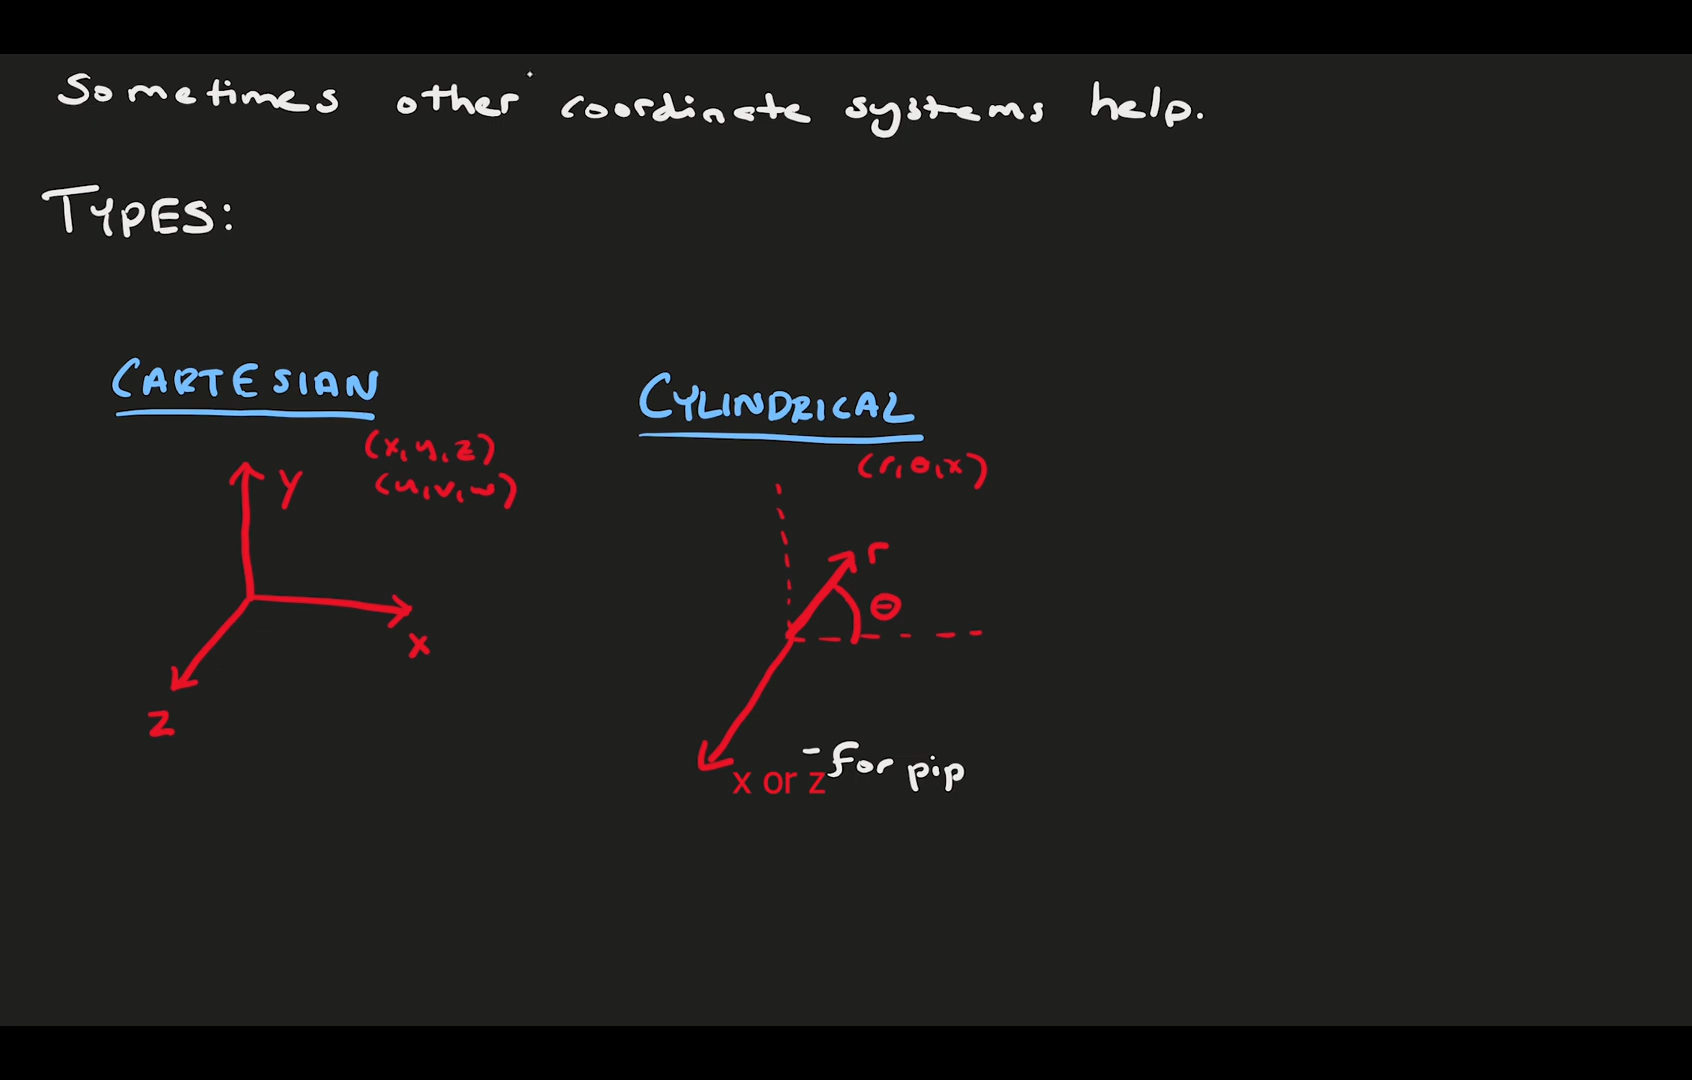 Sometimes other coordinate systems help.
TYPES:
CARTESIAN
(x, y, z)
(u, v, w)
y
x
z
CYLINDRICAL
(r, θ, x)
r
θ
x or z
- for pip